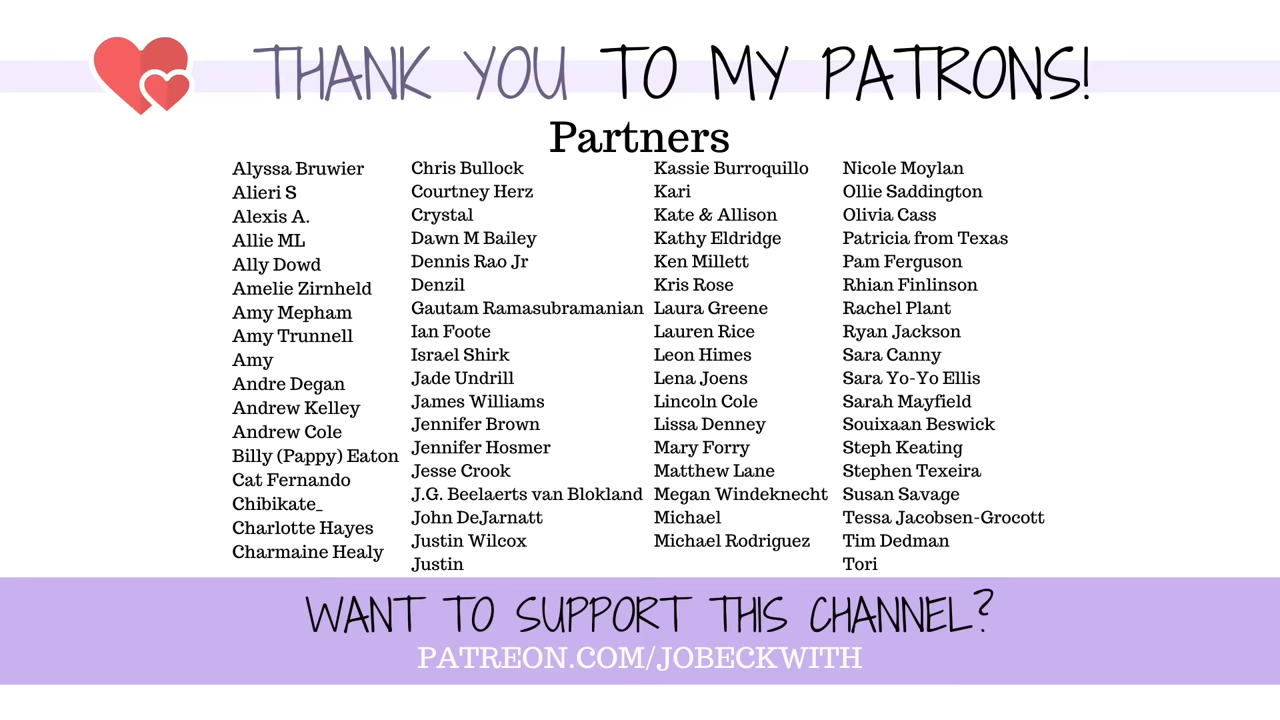 THANK YOU TO MY PATRONS!
Partners
Alyssa Bruwier
Alieri S
Alexis A.
Allie ML
Ally Dowd
Amelie Zirnheld
Amy Mepham
Amy Trunnell
Amy
Andre Degan
Andrew Kelley
Andrew Cole
Billy (Pappy) Eaton
Cat Fernando
Chibikate_
Charlotte Hayes
Charmaine Healy
Chris Bullock
Courtney Herz
Crystal
Dawn M Bailey
Dennis Rao Jr
Denzil
Gautam Ramasubramanian
Ian Foote
Israel Shirk
Jade Undrill
James Williams
Jennifer Brown
Jennifer Hosmer
Jesse Crook
J.G. Beelaerts van Blokland
John DeJarnatt
Justin Wilcox
Justin
Kassie Burroquillo
Kari
Kate & Allison
Kathy Eldridge
Ken Millett
Kris Rose
Laura Greene
Lauren Rice
Leon Himes
Lena Joens
Lincoln Cole
Lissa Denney
Mary Forry
Matthew Lane
Megan Windeknecht
Michael
Michael Rodriguez
Nicole Moylan
Ollie Saddington
Olivia Cass
Patricia from Texas
Pam Ferguson
Rhian Finlinson
Rachel Plant
Ryan Jackson
Sara Canny
Sara Yo-Yo Ellis
Sarah Mayfield
Souixaan Beswick
Steph Keating
Stephen Texeira
Susan Savage
Tessa Jacobsen-Grocott
Tim Dedman
Tori
WANT TO SUPPORT THIS CHANNEL?
PATREON.COM/JOBECKWITH